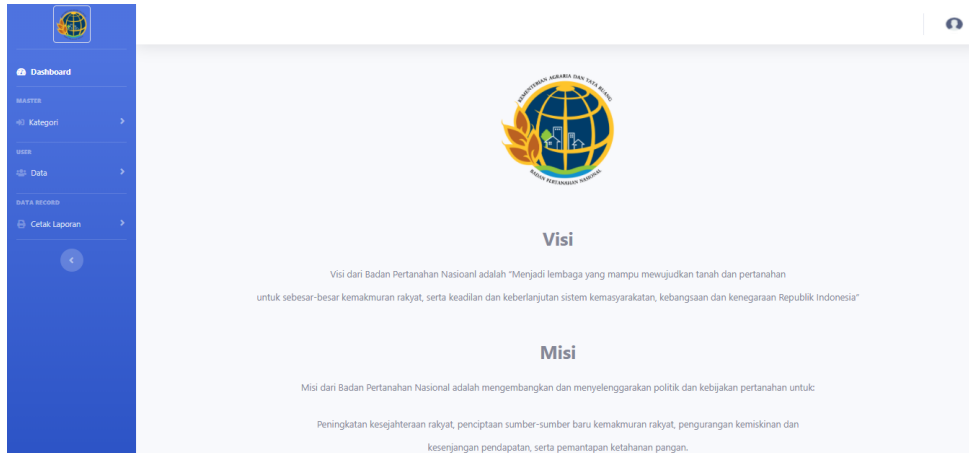 Dashboard
MASTER
Kategori
USER
Data
DATA RECORD
Cetak Laporan
KEMENTERIAN AGRARIA DAN TATA RUANG
BADAN PERTANAHAN NASIONAL
Visi
Visi dari Badan Pertanahan Nasioanl adalah "Menjadi lembaga yang mampu mewujudkan tanah dan pertanahan
untuk sebesar-besar kemakmuran rakyat, serta keadilan dan keberlanjutan sistem kemasyarakatan, kebangsaan dan kenegaraan Republik Indonesia"
Misi
Misi dari Badan Pertanahan Nasional adalah mengembangkan dan menyelenggarakan politik dan kebijakan pertanahan untuk:
Peningkatan kesejahteraan rakyat, penciptaan sumber-sumber baru kemakmuran rakyat, pengurangan kemiskinan dan
kesenjangan pendapatan, serta pemantapan ketahanan pangan.